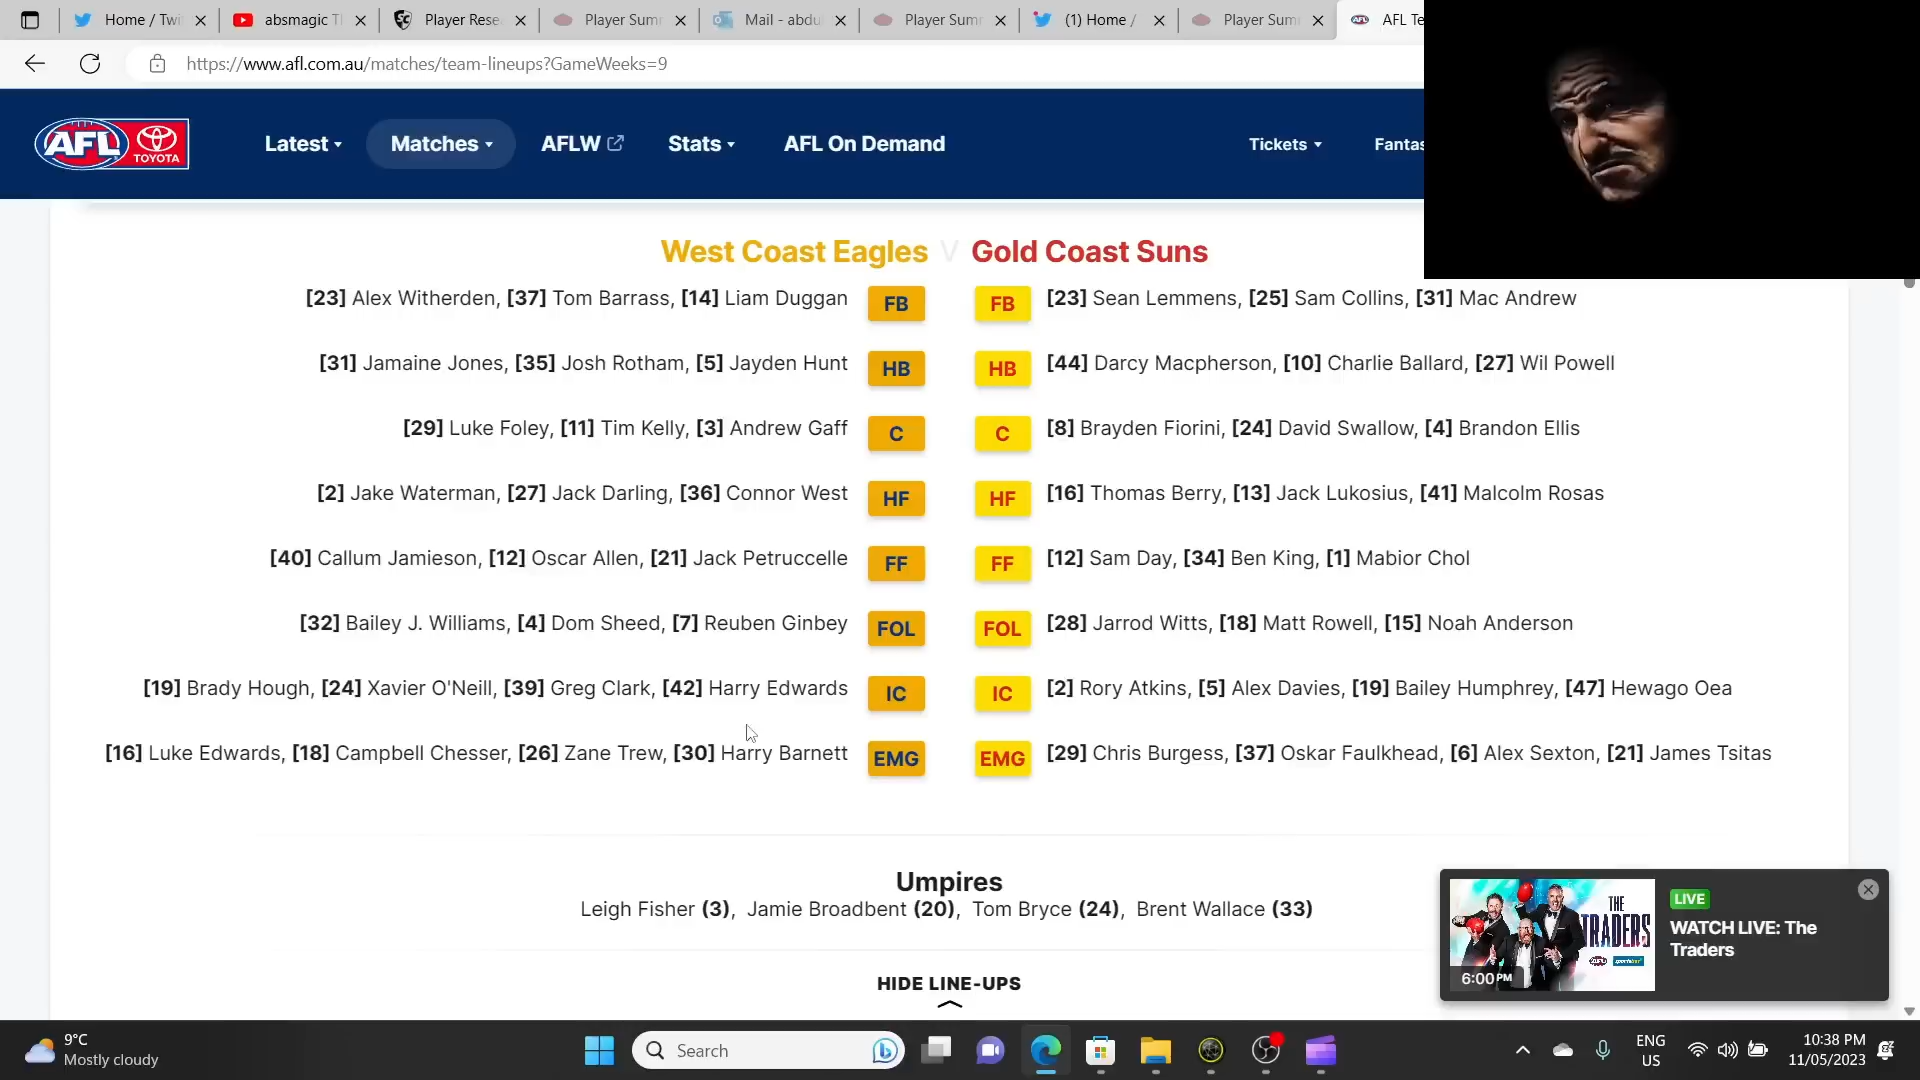 Home / Twi
absmagic T
Player Rese
Player Sum
Mail - abdu
Player Sum
(1) Home /
Player Sum
AFL Te
https://www.afl.com.au/matches/team-lineups?GameWeeks=9
AFL TOYOTA
Latest
Matches
AFLW
Stats
AFL On Demand
Tickets
Fantas
West Coast Eagles V Gold Coast Suns
[23] Alex Witherden, [37] Tom Barrass, [14] Liam Duggan FB FB [23] Sean Lemmens, [25] Sam Collins, [31] Mac Andrew
[31] Jamaine Jones, [35] Josh Rotham, [5] Jayden Hunt HB HB [44] Darcy Macpherson, [10] Charlie Ballard, [27] Wil Powell
[29] Luke Foley, [11] Tim Kelly, [3] Andrew Gaff C C [8] Brayden Fiorini, [24] David Swallow, [4] Brandon Ellis
[2] Jake Waterman, [27] Jack Darling, [36] Connor West HF HF [16] Thomas Berry, [13] Jack Lukosius, [41] Malcolm Rosas
[40] Callum Jamieson, [12] Oscar Allen, [21] Jack Petruccelle FF FF [12] Sam Day, [34] Ben King, [1] Mabior Chol
[32] Bailey J. Williams, [4] Dom Sheed, [7] Reuben Ginbey FOL FOL [28] Jarrod Witts, [18] Matt Rowell, [15] Noah Anderson
[19] Brady Hough, [24] Xavier O'Neill, [39] Greg Clark, [42] Harry Edwards IC IC [2] Rory Atkins, [5] Alex Davies, [19] Bailey Humphrey, [47] Hewago Oea
[16] Luke Edwards, [18] Campbell Chesser, [26] Zane Trew, [30] Harry Barnett EMG EMG [29] Chris Burgess, [37] Oskar Faulkhead, [6] Alex Sexton, [21] James Tsitas
Umpires
Leigh Fisher (3), Jamie Broadbent (20), Tom Bryce (24), Brent Wallace (33)
HIDE LINE-UPS
THE TRADERS
6:00PM
LIVE
WATCH LIVE: The
Traders
9°C
Mostly cloudy
Search
ENG
US
10:38 PM
11/05/2023